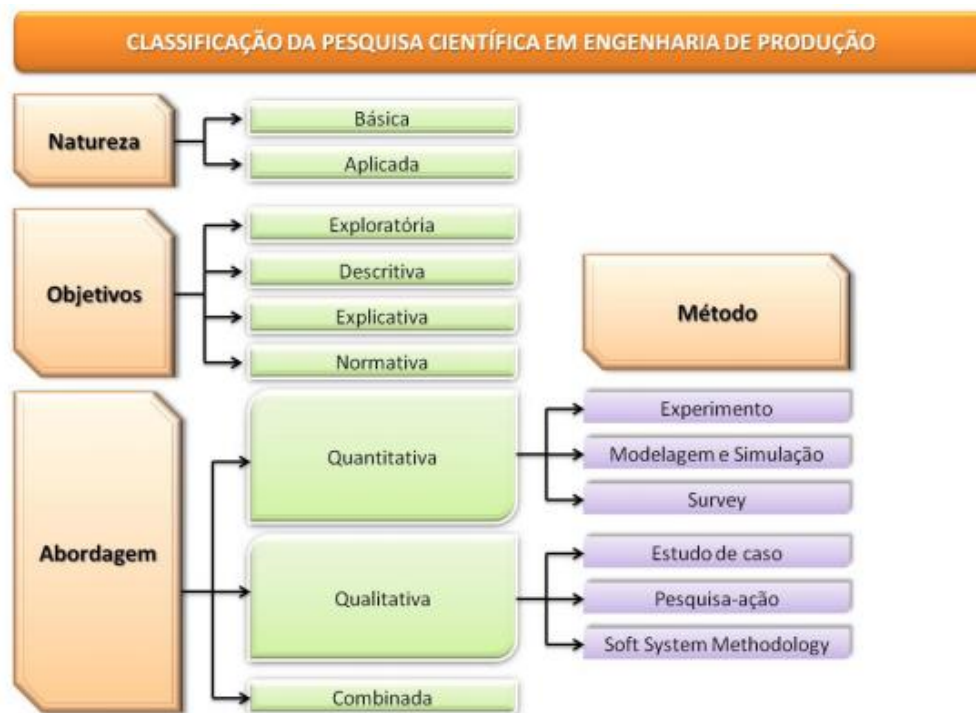 CLASSIFICAÇÃO DA PESQUISA CIENTÍFICA EM ENGENHARIA DE PRODUÇÃO
Natureza
Básica
Aplicada
Objetivos
Exploratória
Descritiva
Explicativa
Normativa
Método
Abordagem
Quantitativa
Experimento
Modelagem e Simulação
Survey
Qualitativa
Estudo de caso
Pesquisa-ação
Soft System Methodology
Combinada